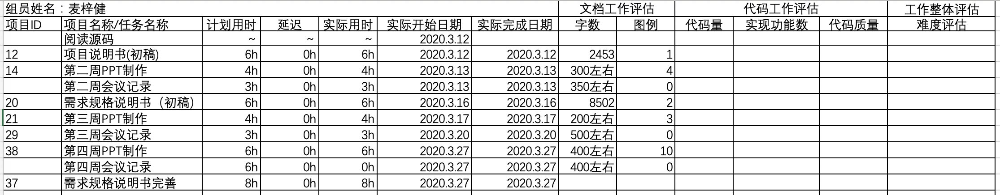 组员姓名：麦梓健 文档工作评估 代码工作评估 工作整体评估
项目ID 项目名称/任务名称 计划用时 延迟 实际用时 实际开始日期 实际完成日期 字数 图例 代码量 实现功能数 代码质量 难度评估
阅读源码 ~ ~ ~ 2020.3.12
12 项目说明书(初稿) 6h 0h 6h 2020.3.12 2020.3.12 2453 1
14 第二周PPT制作 4h 0h 4h 2020.3.13 2020.3.13 300左右 4
第二周会议记录 3h 0h 3h 2020.3.13 2020.3.13 350左右 0
20 需求规格说明书（初稿） 6h 0h 6h 2020.3.16 2020.3.16 8502 2
21 第三周PPT制作 4h 0h 4h 2020.3.17 2020.3.17 200左右 3
29 第三周会议记录 3h 0h 3h 2020.3.20 2020.3.20 500左右 0
38 第四周PPT制作 6h 0h 6h 2020.3.27 2020.3.27 400左右 10
第四周会议记录 6h 0h 0h 2020.3.27 2020.3.27 400左右 0
37 需求规格说明书完善 8h 0h 8h 2020.3.27 2020.3.27